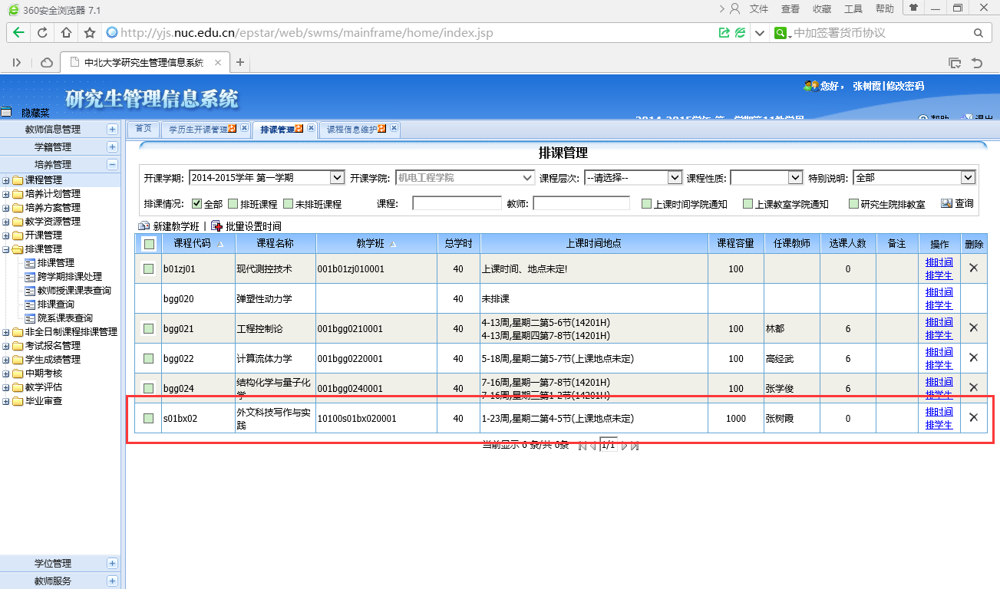 360安全浏览器 7.1
文件 查看 收藏 工具 帮助
http://yjs.nuc.edu.cn/epstar/web/swms/mainframe/home/index.jsp
中加签署货币协议
中北大学研究生管理信息系统
研究生管理信息系统
您好， 张树霞|修改密码
隐藏菜
帮助 退出
教师信息管理
学籍管理
培养管理
课程管理
培养计划管理
培养方案管理
教学资源管理
开课管理
排课管理
排课管理
跨学期排课处理
教师授课课表查询
排课查询
院系课表查询
非全日制课程排课管理
考试报名管理
学生成绩管理
中期考核
教学评估
毕业审查
学位管理
教师服务
首页 学历生开课管理 排课管理 课程信息维护
排课管理
开课学期: 2014-2015学年 第一学期 开课学院: 机电工程学院 课程层次: --请选择-- 课程性质: 特别说明: 全部
排课情况: 全部 排班课程 未排班课程 课程: 教师: 上课时间学院通知 上课教室学院通知 研究生院排教室 查询
新建教学班 | 批量设置时间
课程代码 课程名称 教学班 总学时 上课时间地点 课程容量 任课教师 选课人数 备注 操作 删除
b01zj01 现代测控技术 001b01zj010001 40 上课时间、地点未定! 100 0 排时间
排学生
bgg020 弹塑性动力学 40 未排课 排时间
排学生
bgg021 工程控制论 001bgg0210001 40 4-13周,星期二第5-6节(14201H) 100 林都 6 排时间
4-13周,星期四第7-8节(14201H) 排学生
bgg022 计算流体力学 001bgg0220001 40 5-18周,星期二第5-7节(上课地点未定) 100 高经武 6 排时间
排学生
bgg024 结构化学与量子化学 001bgg0240001 40 7-16周,星期一第7-8节(14201H) 100 张学俊 6 排时间
7-16周,星期三第1-2节(14201H) 排学生
s01bx02 外文科技写作与实践 10100s01bx020001 40 1-23周,星期二第4-5节(上课地点未定) 1000 张树霞 0 排时间
排学生
当前显示 6 条/共 6条 1/1